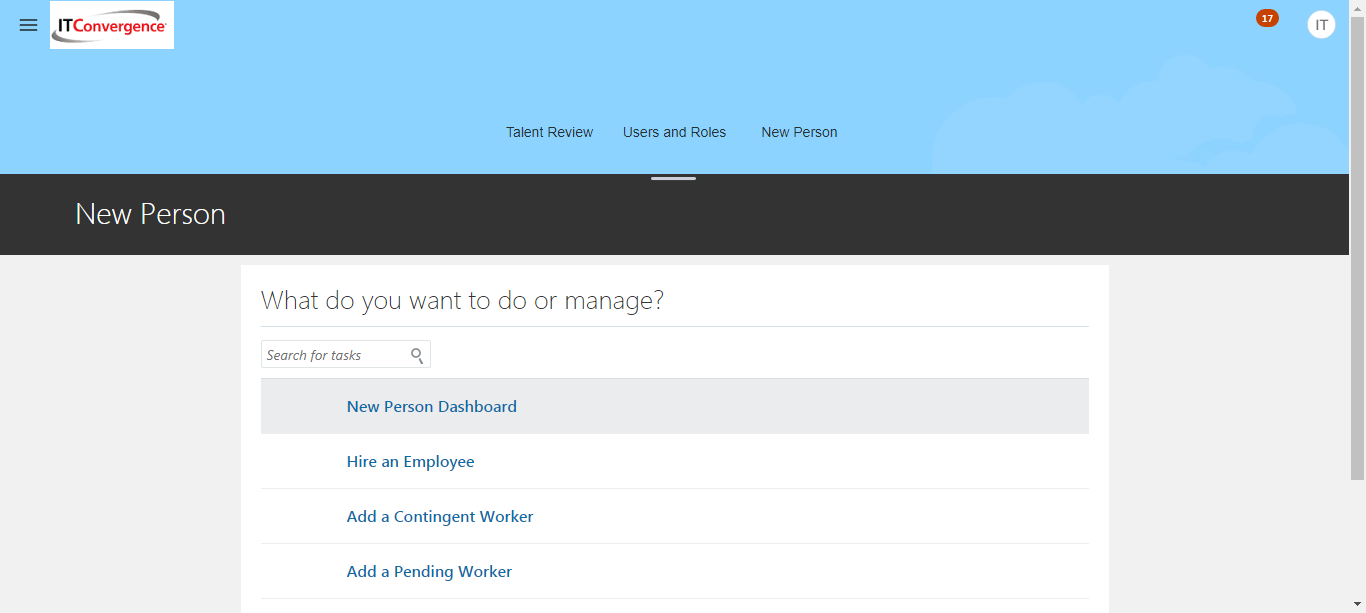 ITConvergence
17
IT
Talent Review Users and Roles New Person
New Person
What do you want to do or manage?
Search for tasks
New Person Dashboard
Hire an Employee
Add a Contingent Worker
Add a Pending Worker